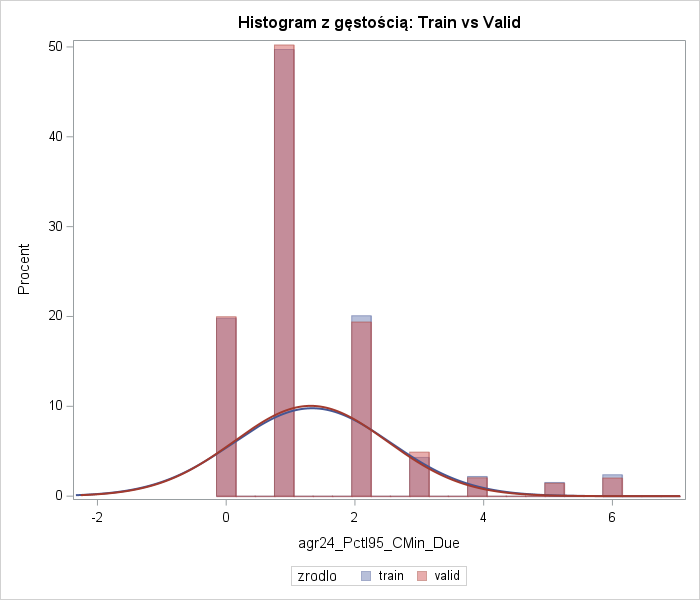 Histogram z gęstością: Train vs Valid
50
40
30
20
10
0
Procent
-2 0 2 4 6
agr24_Pctl95_CMin_Due
zrodlo train valid